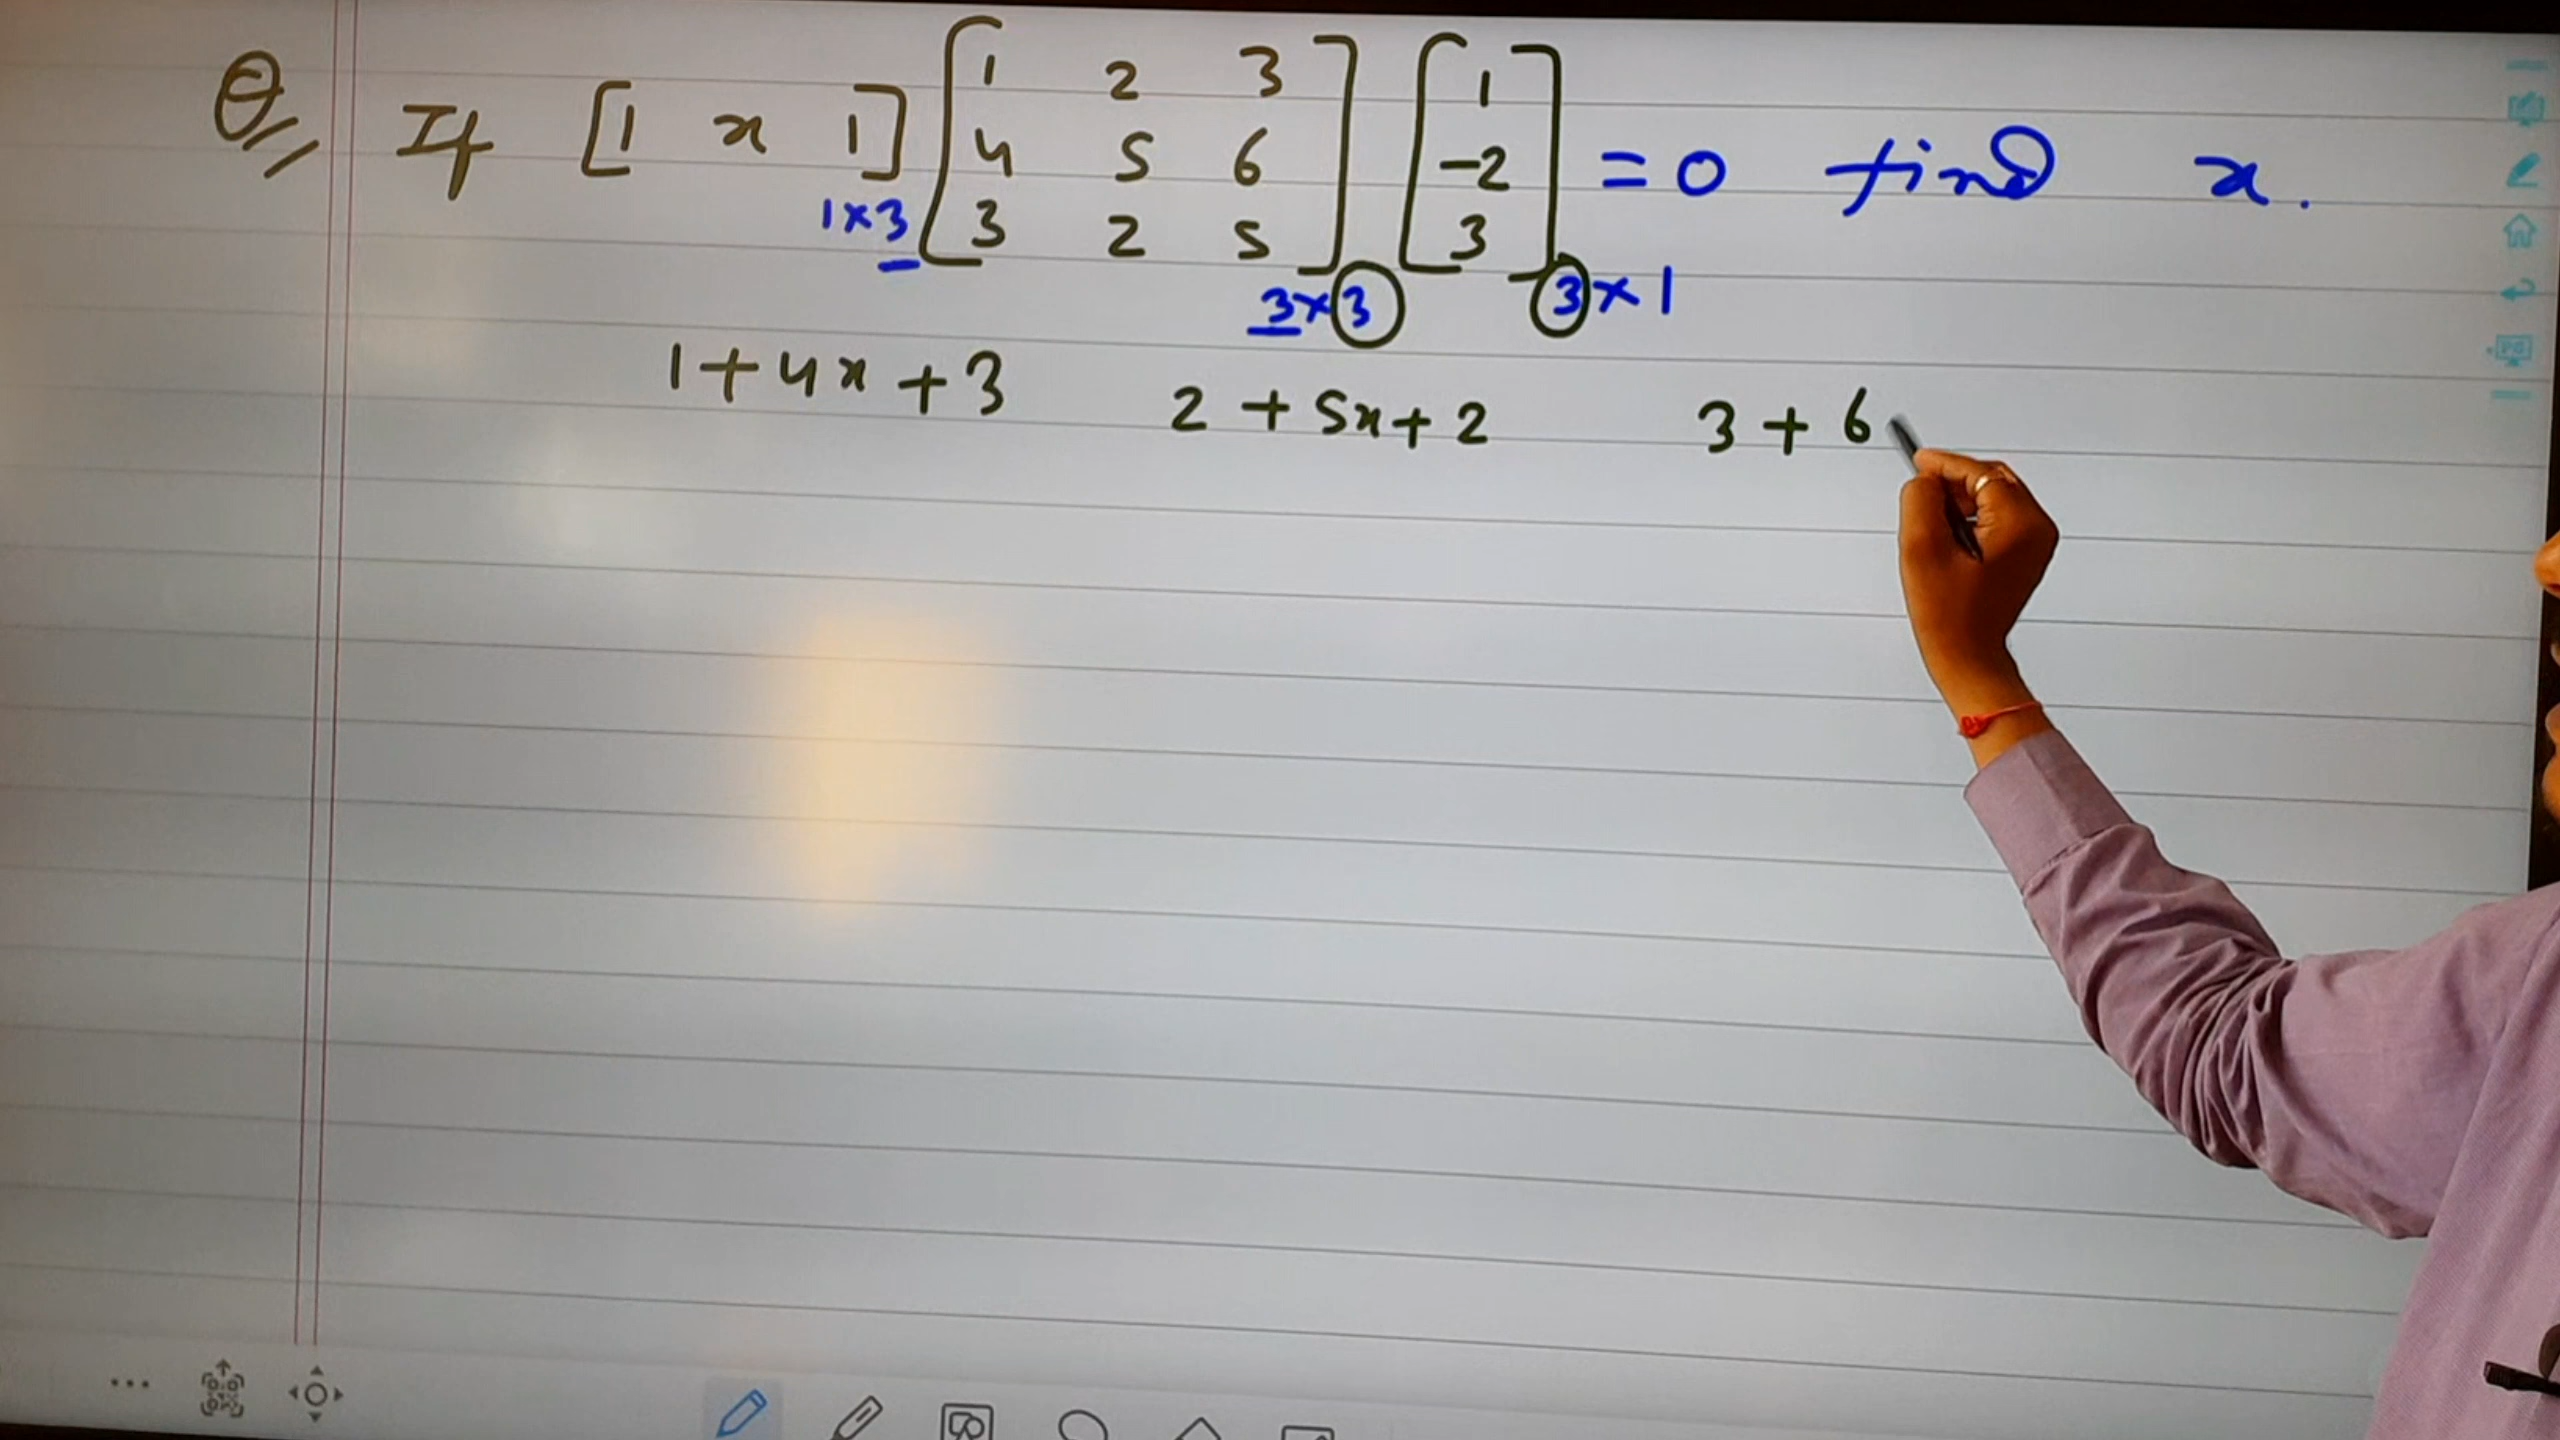 Q// If [1 x 1] [1 2 3 4 5 6 3 2 5] [1 -2 3] = 0 find x.
1×3 3×3 3×1
1+4x+3 2+5x+2 3+6